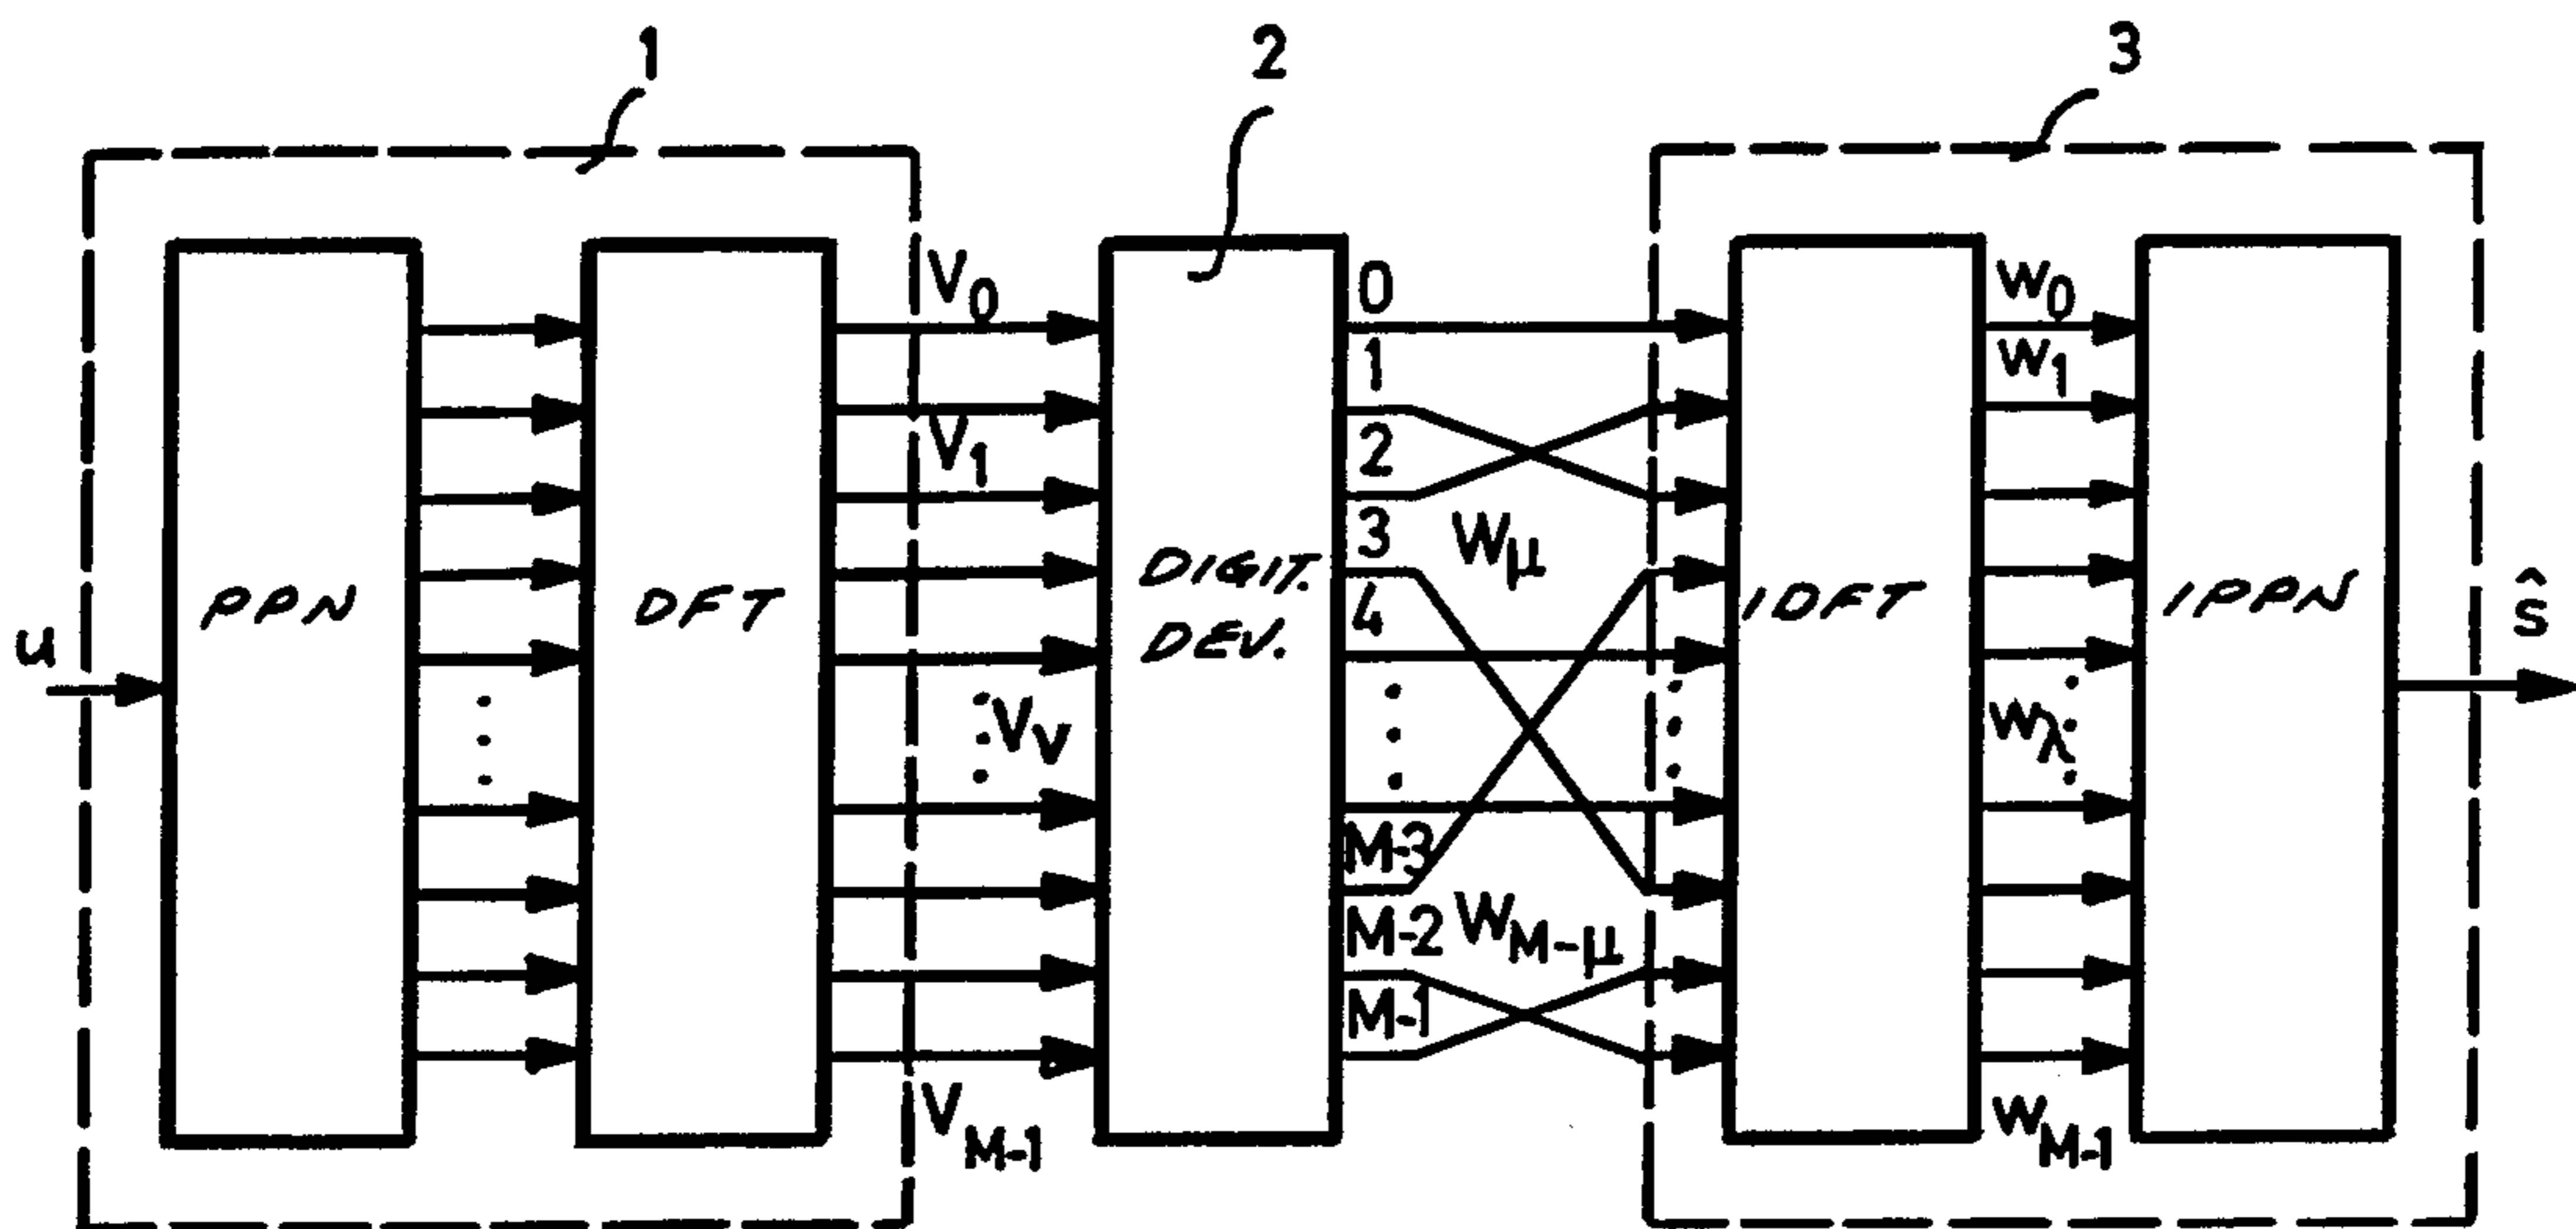 1
2
3
u
PPN
DFT
V0
V1
Vν
VM-1
DIGIT.
DEV.
0
1
2
3
4
M-3
M-2
M-1
Wμ
WM-μ
IDFT
w0
w1
wλ
wM-1
IPPN
ŝ